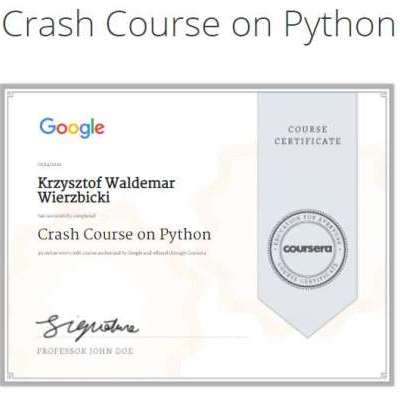 Crash Course on Python
Google
COURSE
CERTIFICATE
Krzysztof Waldemar
Wierzbicki
has successfully completed
Crash Course on Python
an online non-credit course authorized by Google and offered through Coursera
EDUCATION FOR EVERYONE
coursera
COURSE CERTIFICATE
Signature
PROFESSOR JOHN DOE